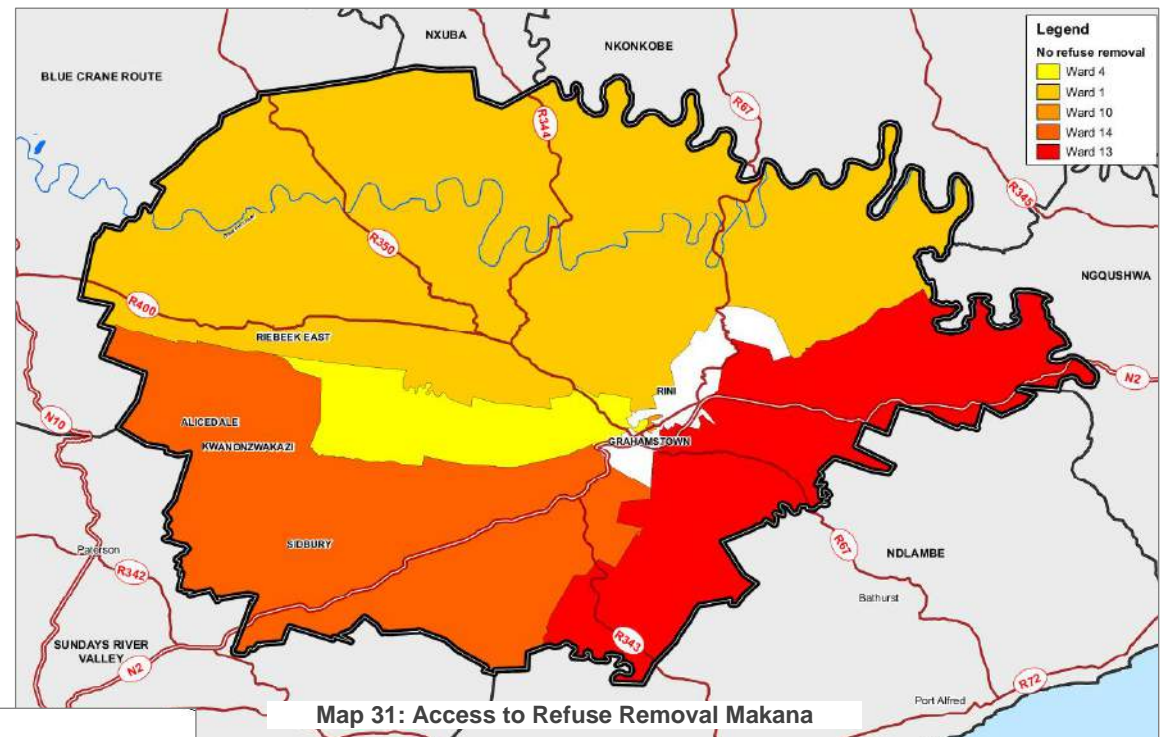 NXUBA
NKONKOBE
BLUE CRANE ROUTE
Legend
No refuse removal
Ward 4
Ward 1
Ward 10
Ward 14
Ward 13
R67
R344
R345
R350
NGQUSHWA
R400
RIEBEEK EAST
N2
RINI
N10
ALICEDALE
KWANONZWAKAZI
GRAHAMSTOWN
SIDBURY
Paterson
R67
NDLAMBE
R342
Bathurst
SUNDAYS RIVER
VALLEY
R343
N2
R72
Port Alfred
Map 31: Access to Refuse Removal Makana